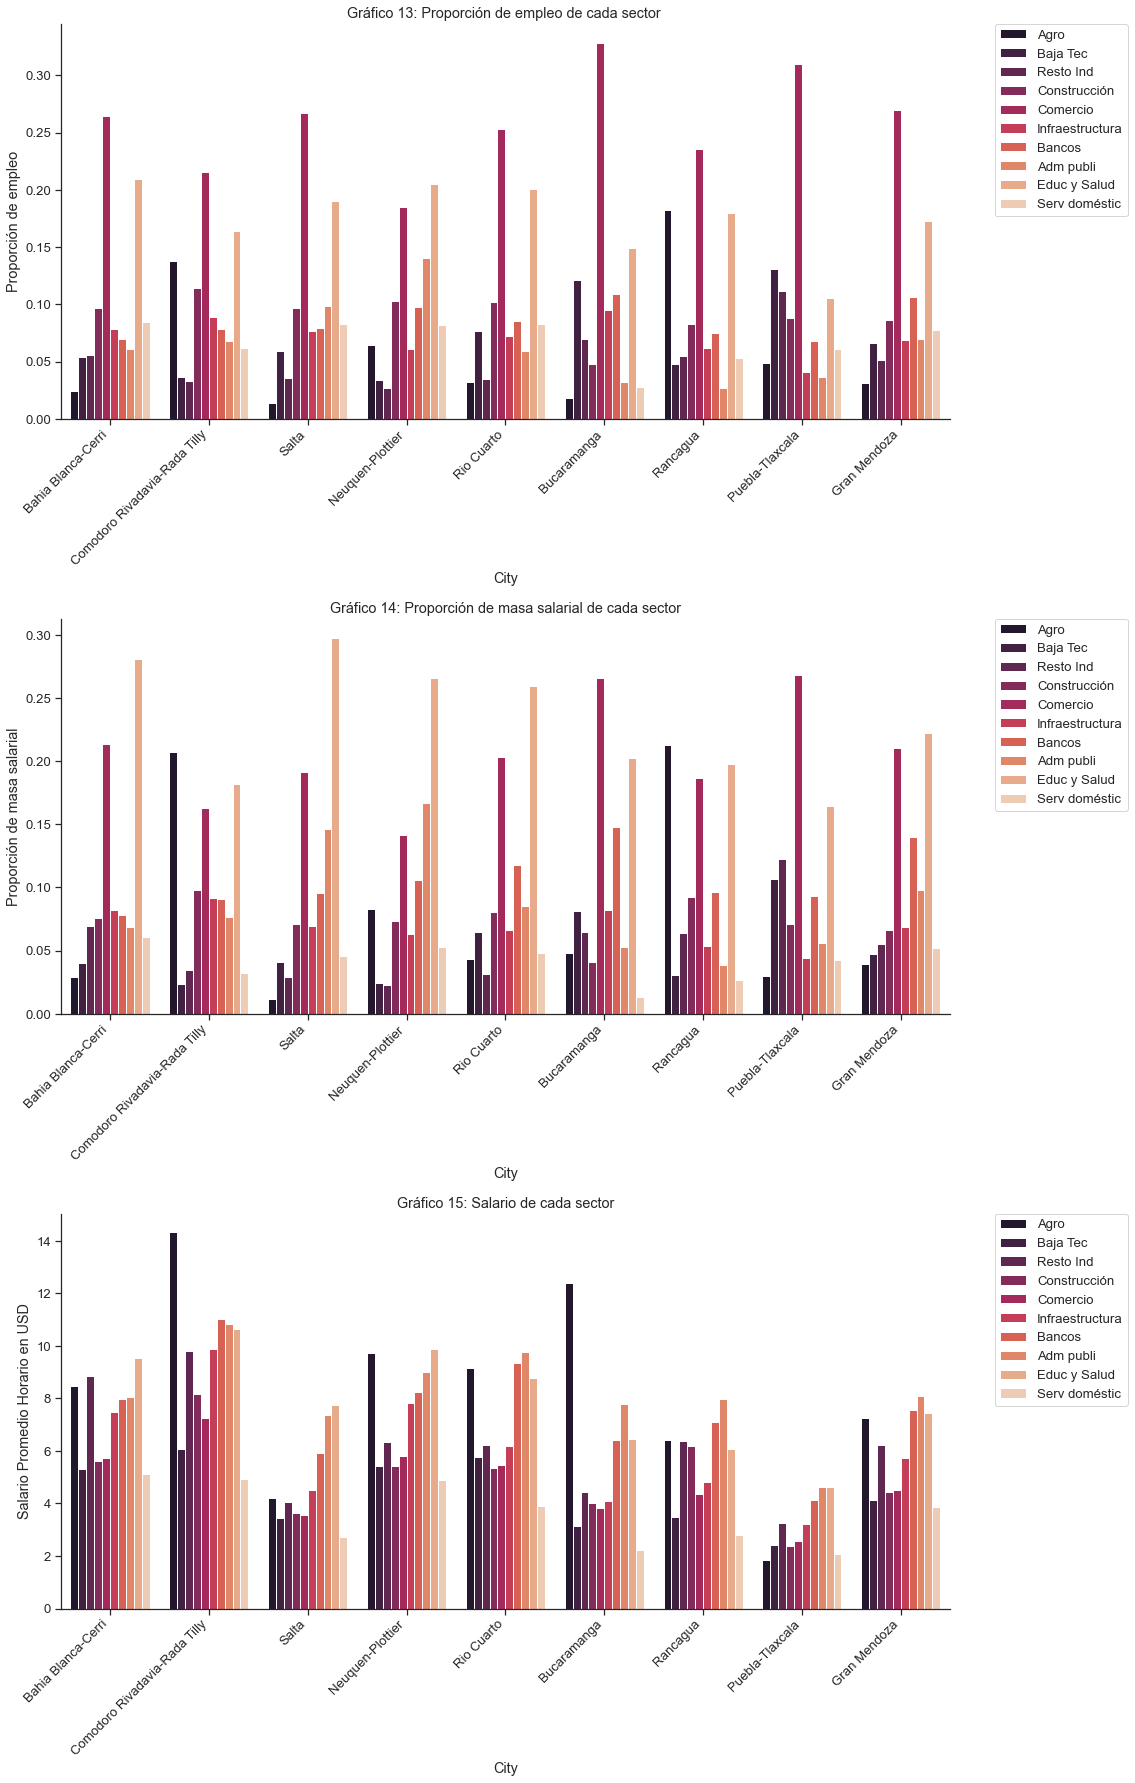 Gráfico 13: Proporción de empleo de cada sector
Proporción de empleo
0.30
0.25
0.20
0.15
0.10
0.05
0.00
Bahia Blanca-Cerri
Comodoro Rivadavia-Rada Tilly
Salta
Neuquen-Plottier
Rio Cuarto
Bucaramanga
Rancagua
Puebla-Tlaxcala
Gran Mendoza
City
Agro
Baja Tec
Resto Ind
Construcción
Comercio
Infraestructura
Bancos
Adm publi
Educ y Salud
Serv doméstic
Gráfico 14: Proporción de masa salarial de cada sector
Proporción de masa salarial
0.30
0.25
0.20
0.15
0.10
0.05
0.00
Bahia Blanca-Cerri
Comodoro Rivadavia-Rada Tilly
Salta
Neuquen-Plottier
Rio Cuarto
Bucaramanga
Rancagua
Puebla-Tlaxcala
Gran Mendoza
City
Agro
Baja Tec
Resto Ind
Construcción
Comercio
Infraestructura
Bancos
Adm publi
Educ y Salud
Serv doméstic
Gráfico 15: Salario de cada sector
Salario Promedio Horario en USD
14
12
10
8
6
4
2
0
Bahia Blanca-Cerri
Comodoro Rivadavia-Rada Tilly
Salta
Neuquen-Plottier
Rio Cuarto
Bucaramanga
Rancagua
Puebla-Tlaxcala
Gran Mendoza
City
Agro
Baja Tec
Resto Ind
Construcción
Comercio
Infraestructura
Bancos
Adm publi
Educ y Salud
Serv doméstic